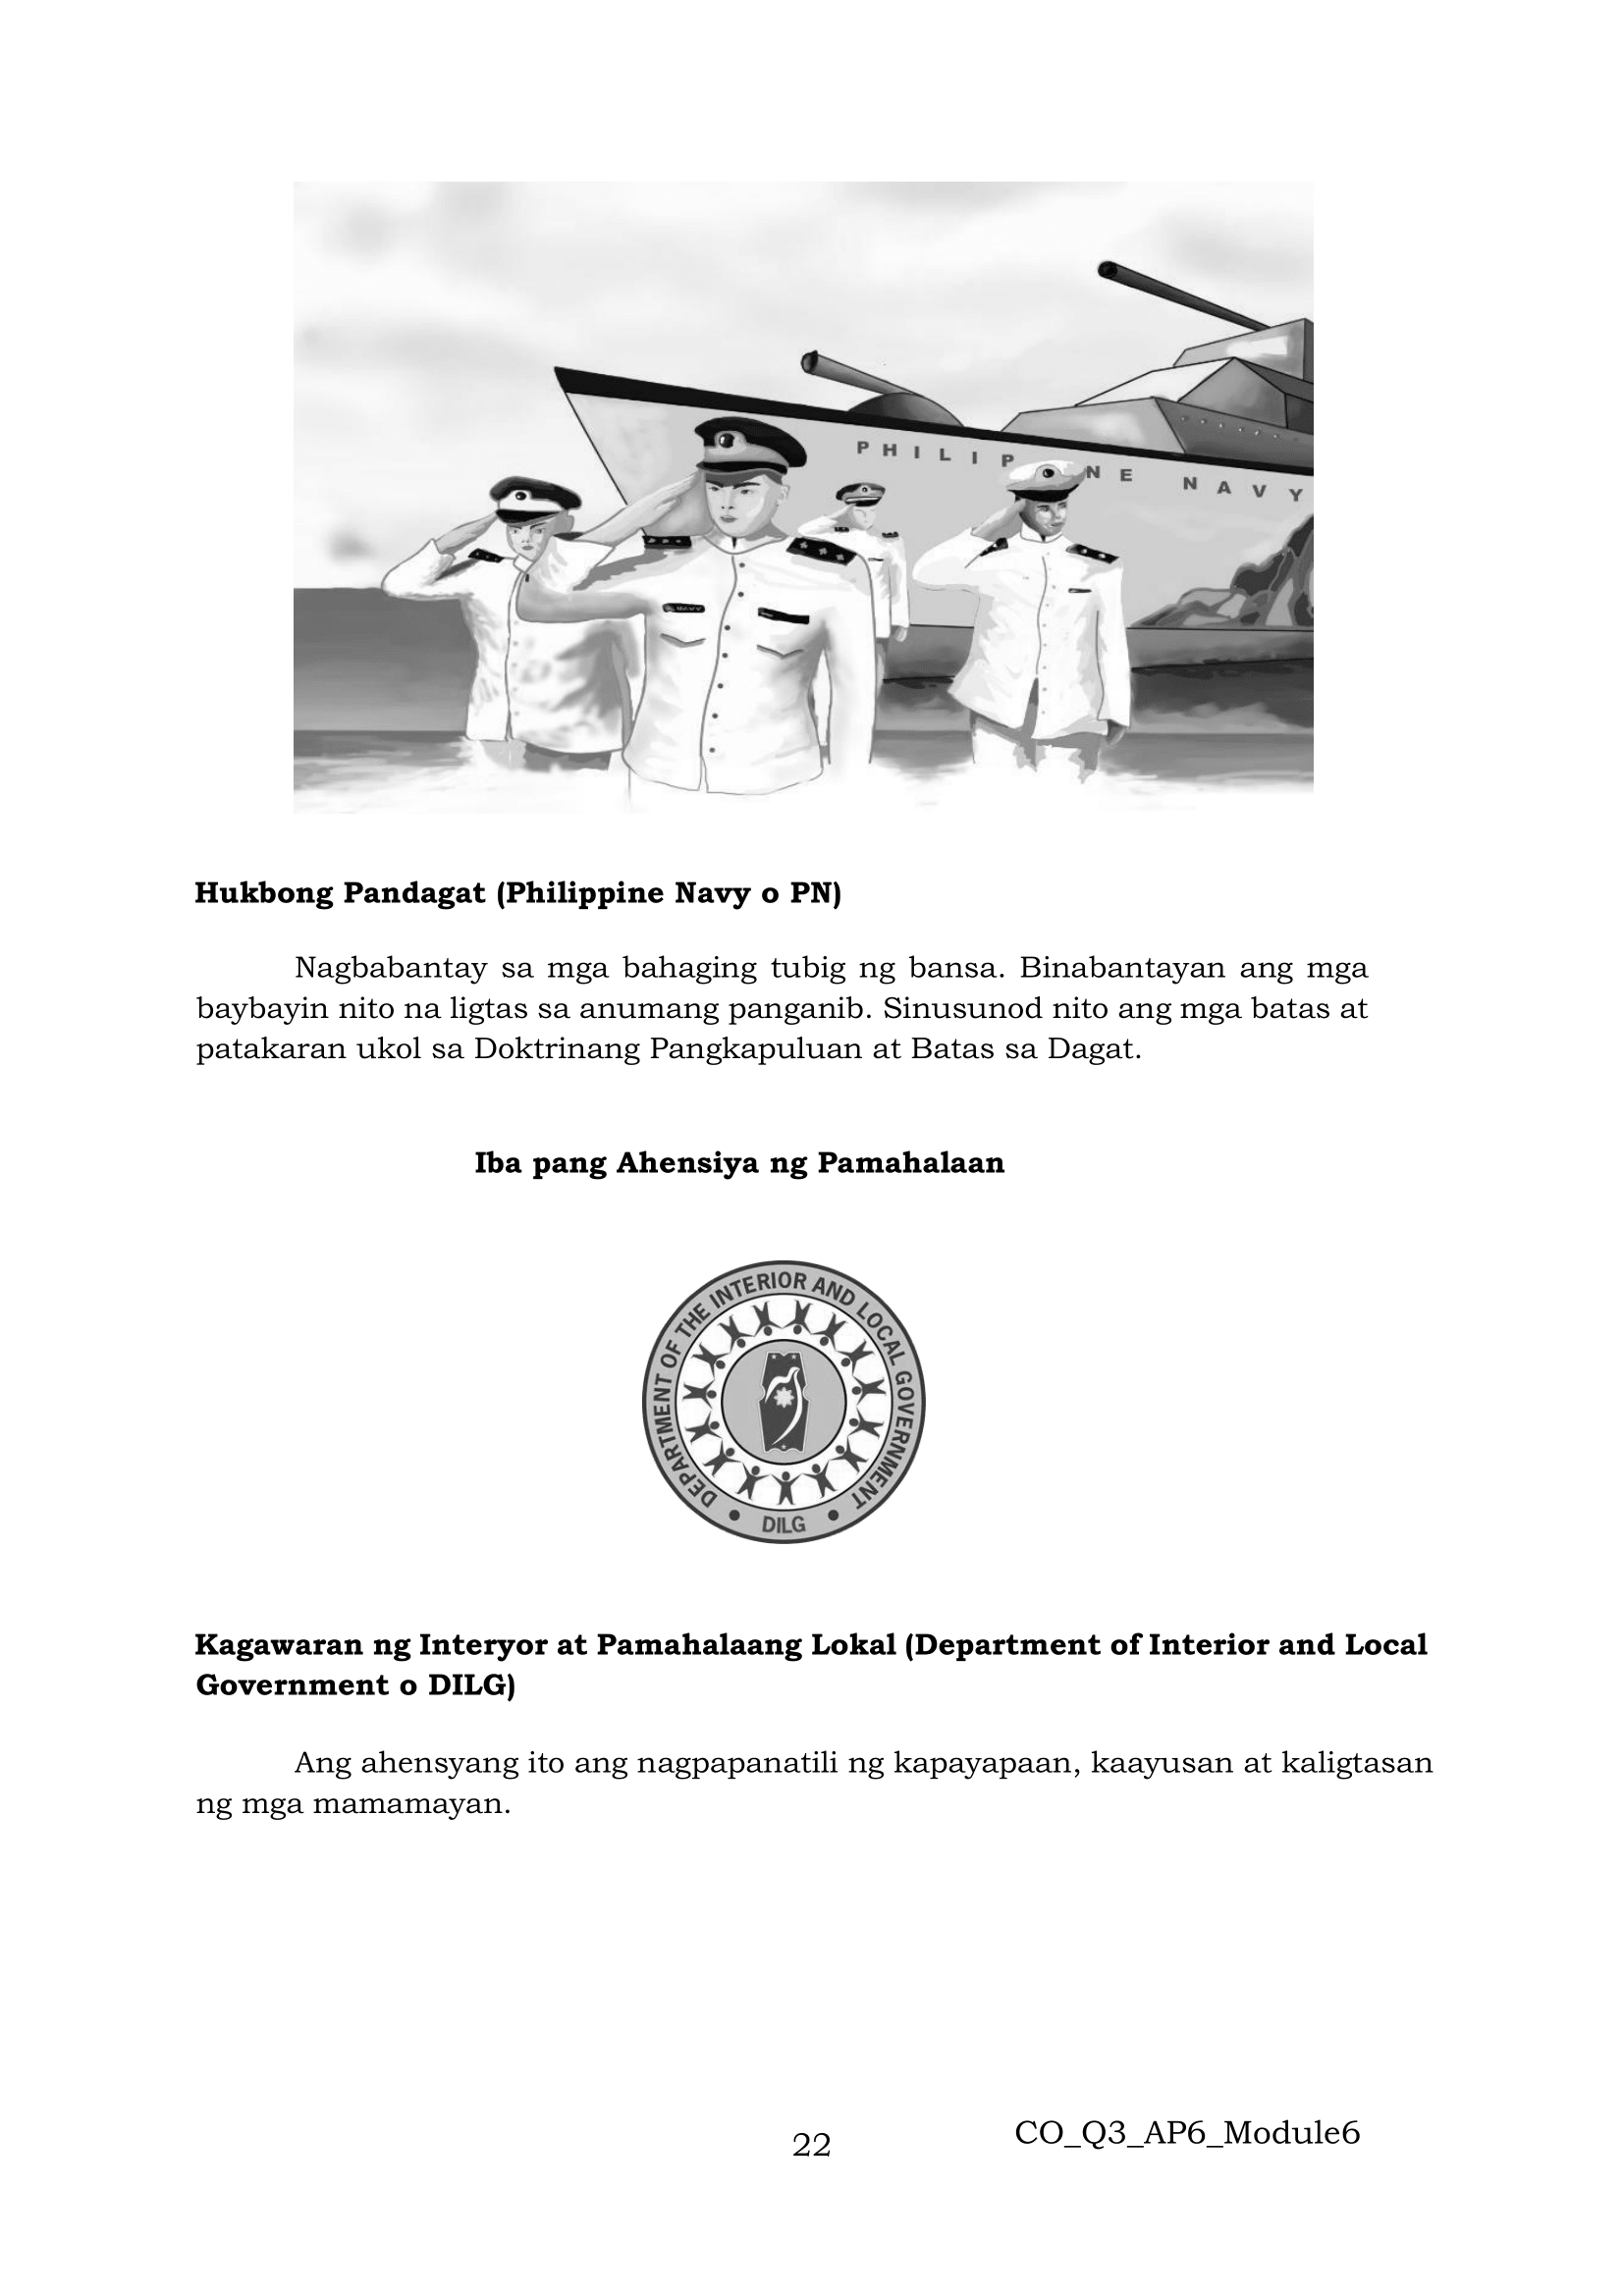 PHILIP NE NAVY
NAVY
Hukbong Pandagat (Philippine Navy o PN)
Nagbabantay sa mga bahaging tubig ng bansa. Binabantayan ang mga
baybayin nito na ligtas sa anumang panganib. Sinusunod nito ang mga batas at
patakaran ukol sa Doktrinang Pangkapuluan at Batas sa Dagat.
Iba pang Ahensiya ng Pamahalaan
DEPARTMENT OF THE INTERIOR AND LOCAL GOVERNMENT
DILG
Kagawaran ng Interyor at Pamahalaang Lokal (Department of Interior and Local
Government o DILG)
Ang ahensyang ito ang nagpapanatili ng kapayapaan, kaayusan at kaligtasan
ng mga mamamayan.
22
CO_Q3_AP6_Module6